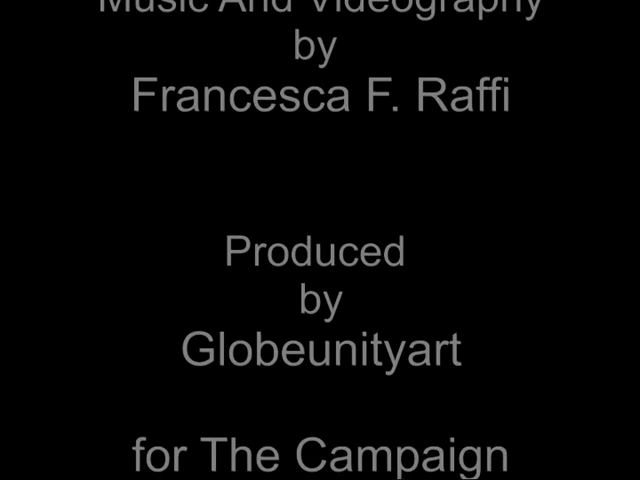 Music And Videography
by
Francesca F. Raffi
Produced
by
Globeunityart
for The Campaign